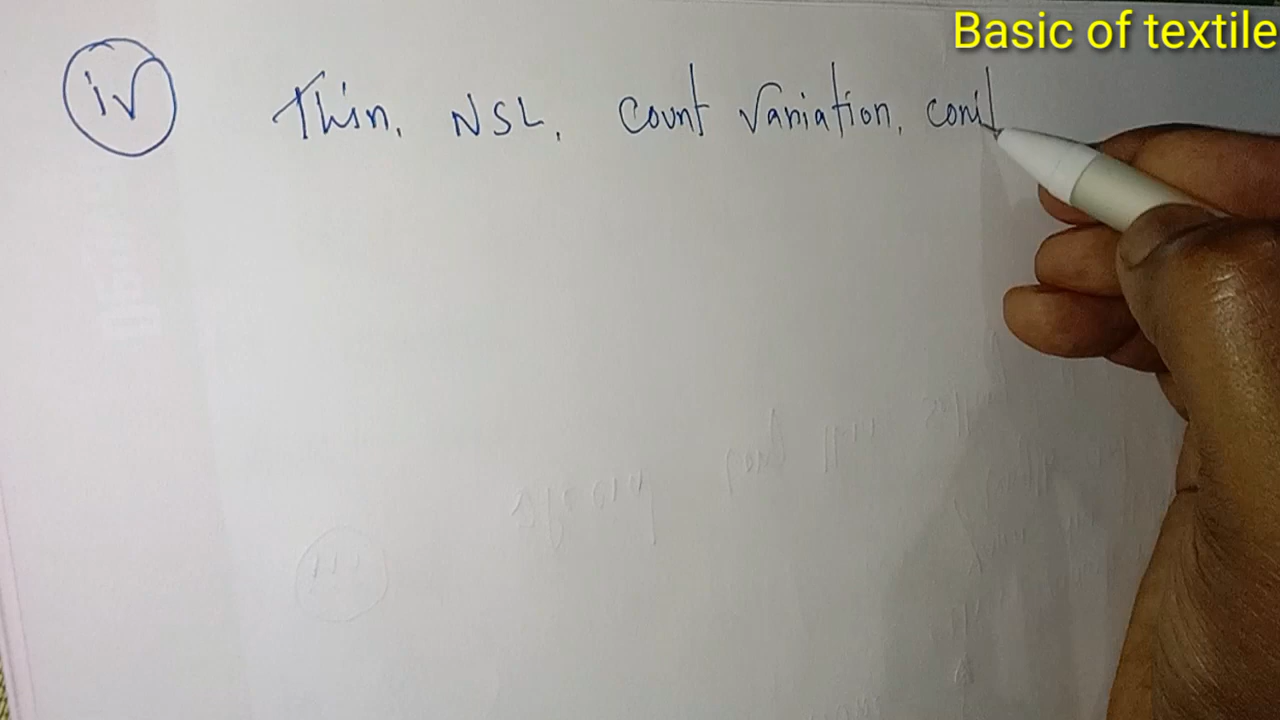 Basic of textile
iv Thin, NSL, Count Variation,